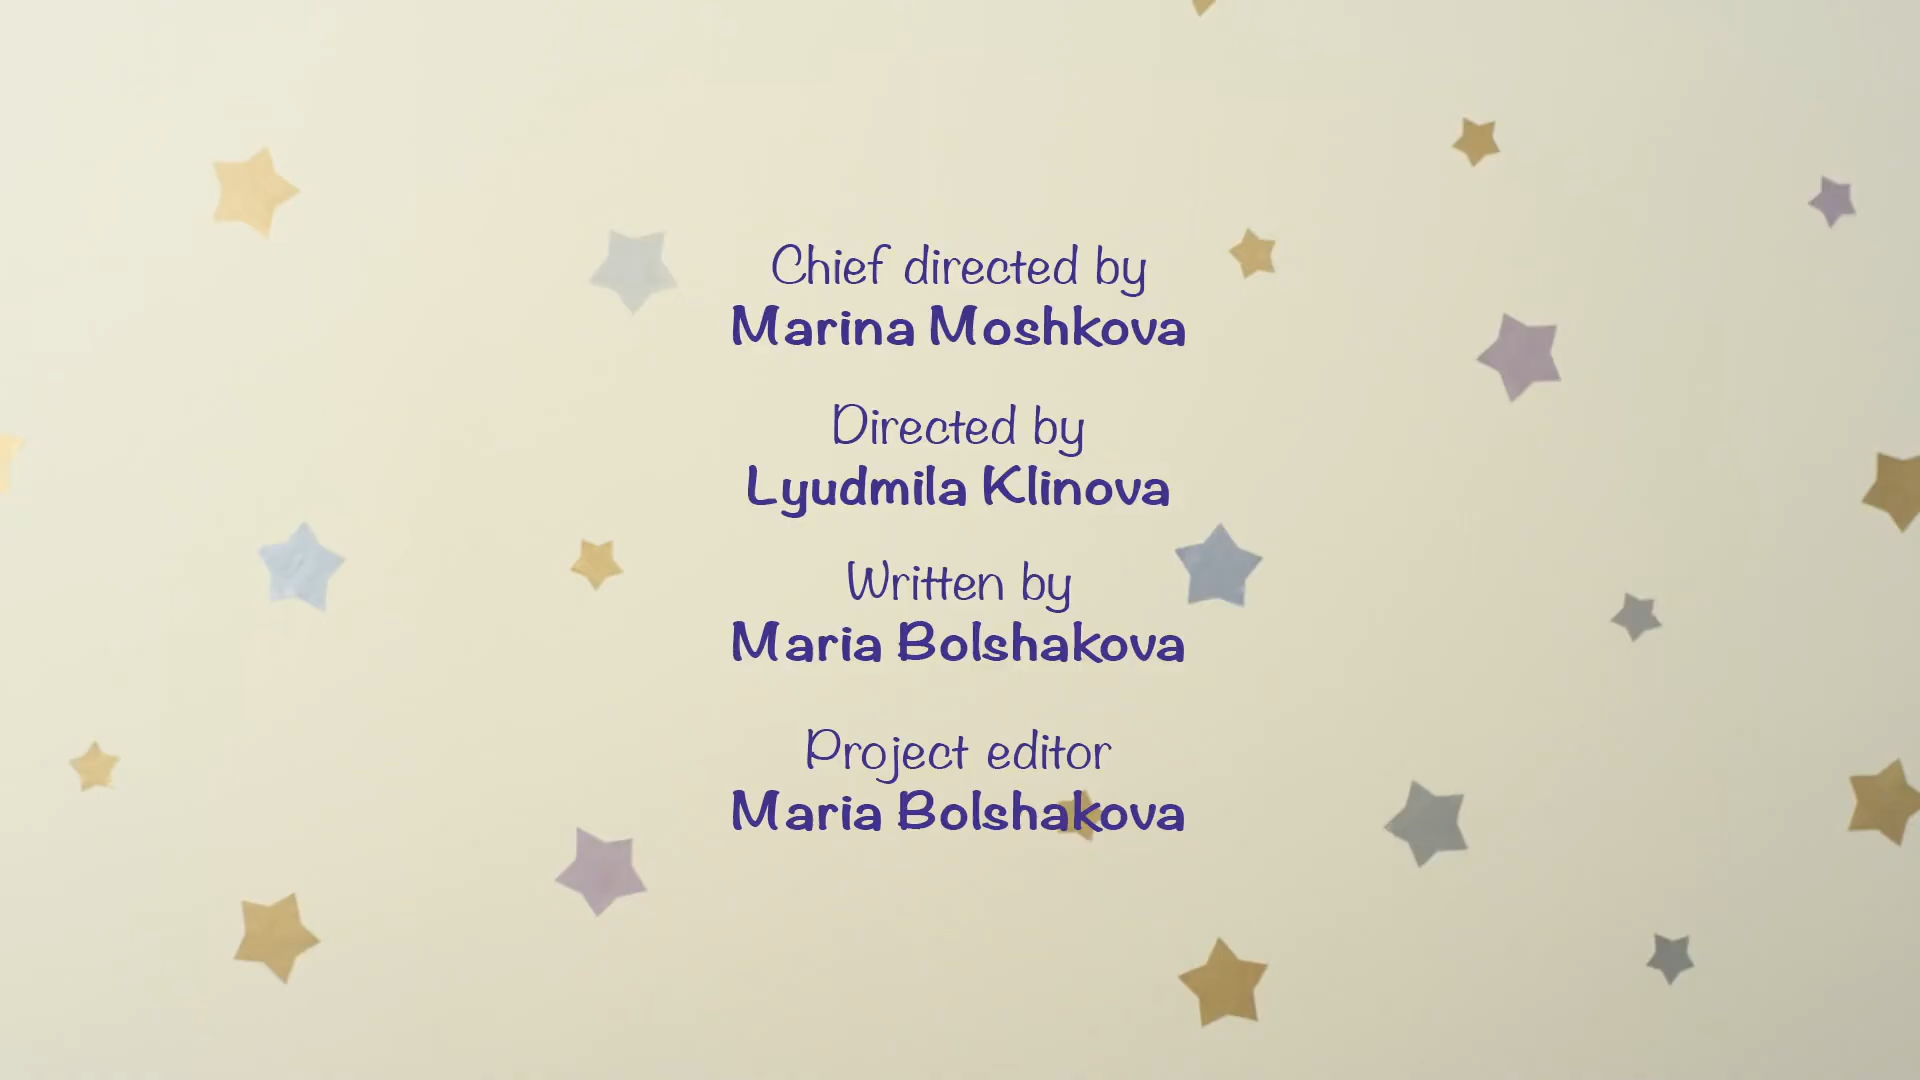 Chief directed by
Marina Moshkova
Directed by
Lyudmila Klinova
Written by
Maria Bolshakova
Project editor
Maria Bolshakova